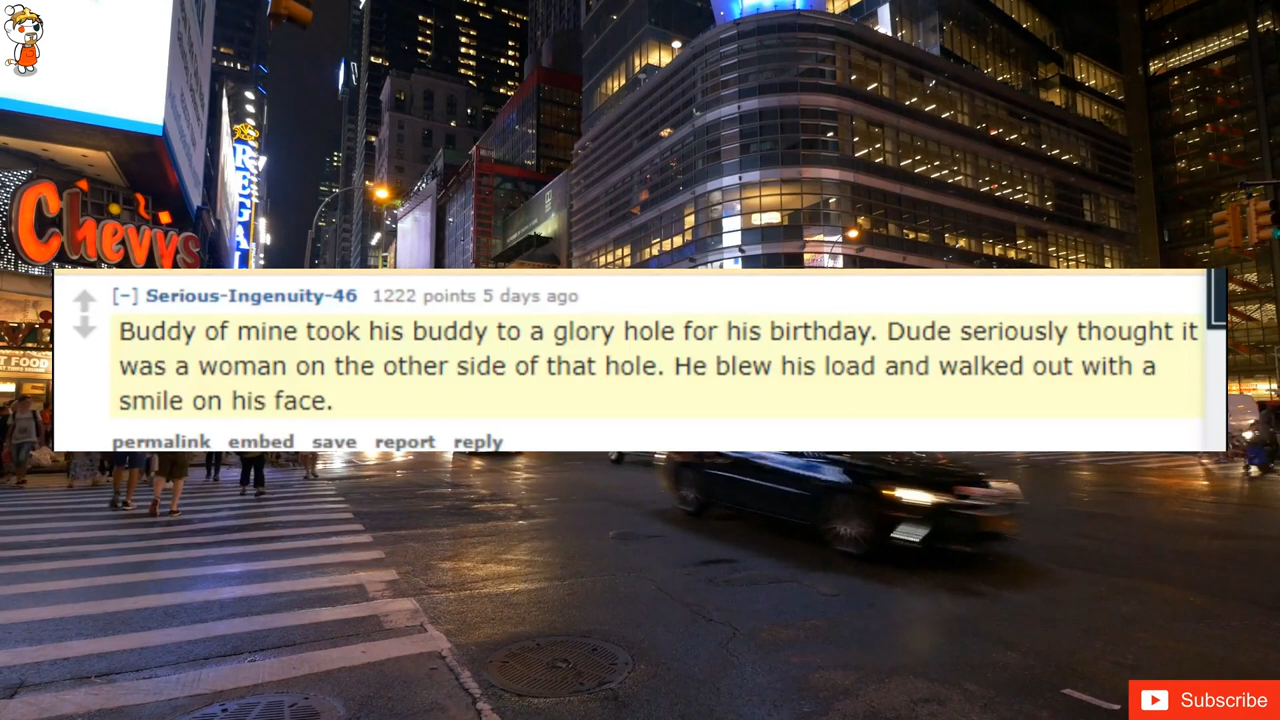 Chevys
REGAL
T FOOD
[-] Serious-Ingenuity-46 1222 points 5 days ago
Buddy of mine took his buddy to a glory hole for his birthday. Dude seriously thought it
was a woman on the other side of that hole. He blew his load and walked out with a
smile on his face.
permalink embed save report reply
Subscribe